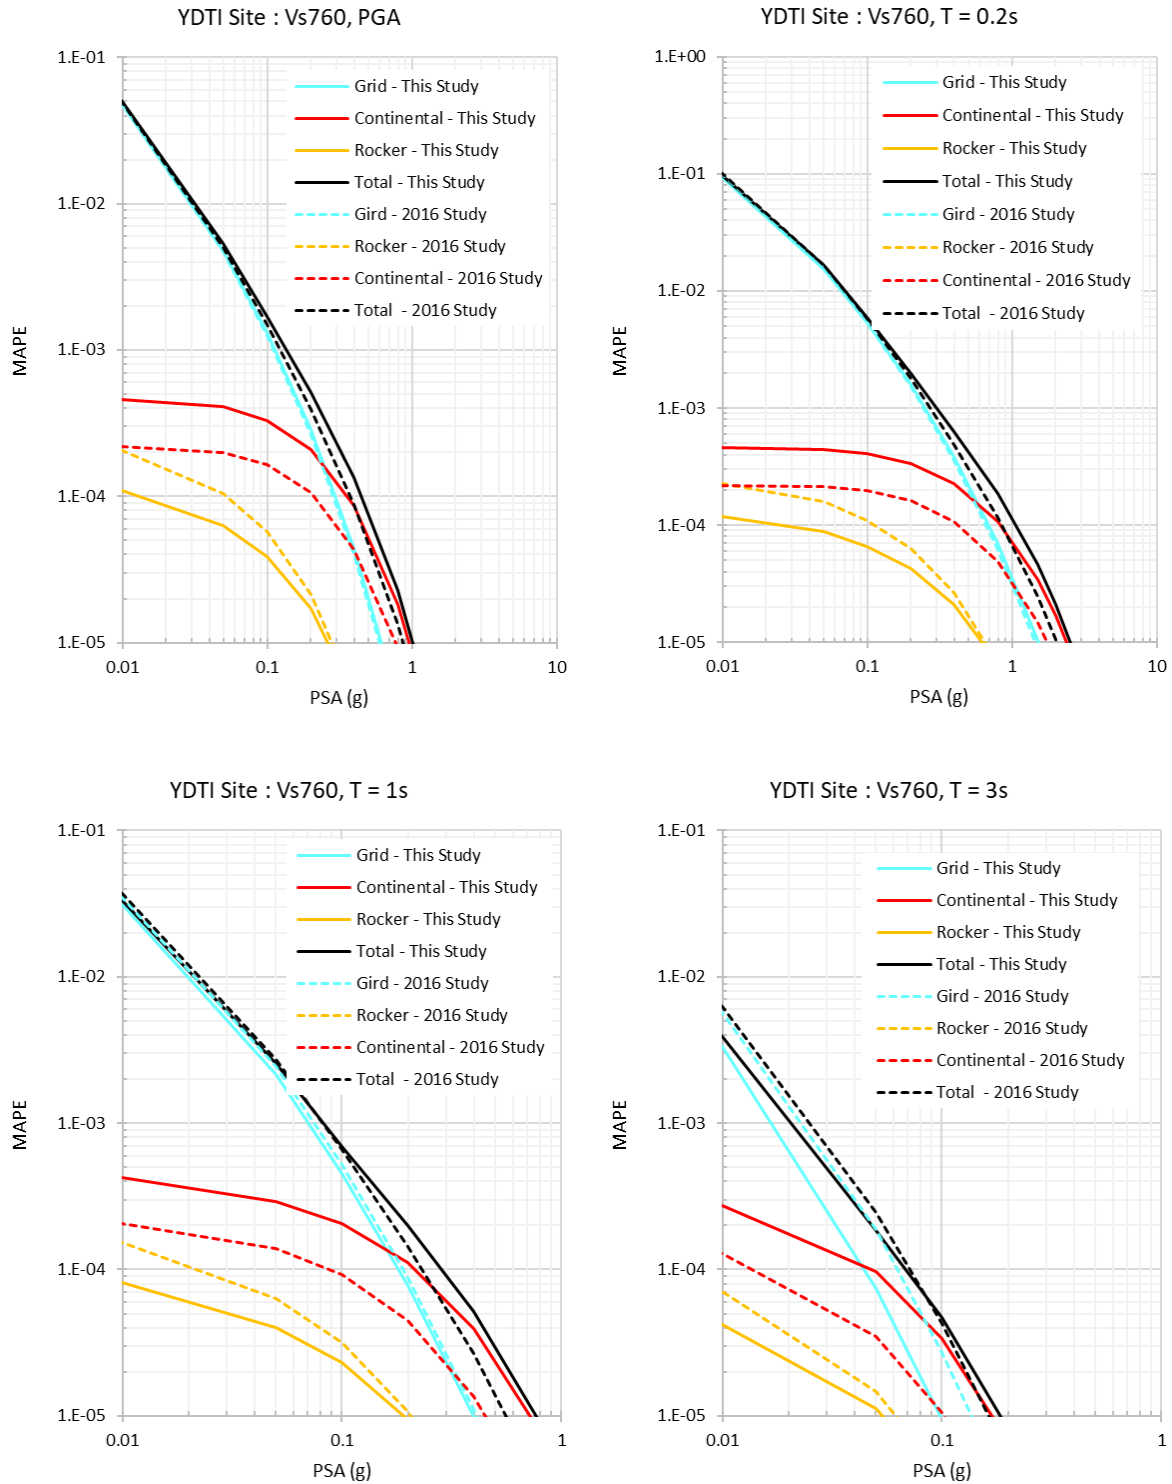 YDTI Site : Vs760, PGA
1.E-01
1.E-02
1.E-03
1.E-04
1.E-05
MAPE
0.01
0.1
1
10
PSA (g)
Grid - This Study
Continental - This Study
Rocker - This Study
Total - This Study
Gird - 2016 Study
Rocker - 2016 Study
Continental - 2016 Study
Total - 2016 Study
YDTI Site : Vs760, T = 0.2s
1.E+00
1.E-01
1.E-02
1.E-03
1.E-04
1.E-05
MAPE
0.01
0.1
1
10
PSA (g)
Grid - This Study
Continental - This Study
Rocker - This Study
Total - This Study
Gird - 2016 Study
Rocker - 2016 Study
Continental - 2016 Study
Total - 2016 Study
YDTI Site : Vs760, T = 1s
1.E-01
1.E-02
1.E-03
1.E-04
1.E-05
MAPE
0.01
0.1
1
PSA (g)
Grid - This Study
Continental - This Study
Rocker - This Study
Total - This Study
Gird - 2016 Study
Rocker - 2016 Study
Continental - 2016 Study
Total - 2016 Study
YDTI Site : Vs760, T = 3s
1.E-01
1.E-02
1.E-03
1.E-04
1.E-05
MAPE
0.01
0.1
1
PSA (g)
Grid - This Study
Continental - This Study
Rocker - This Study
Total - This Study
Gird - 2016 Study
Rocker - 2016 Study
Continental - 2016 Study
Total - 2016 Study